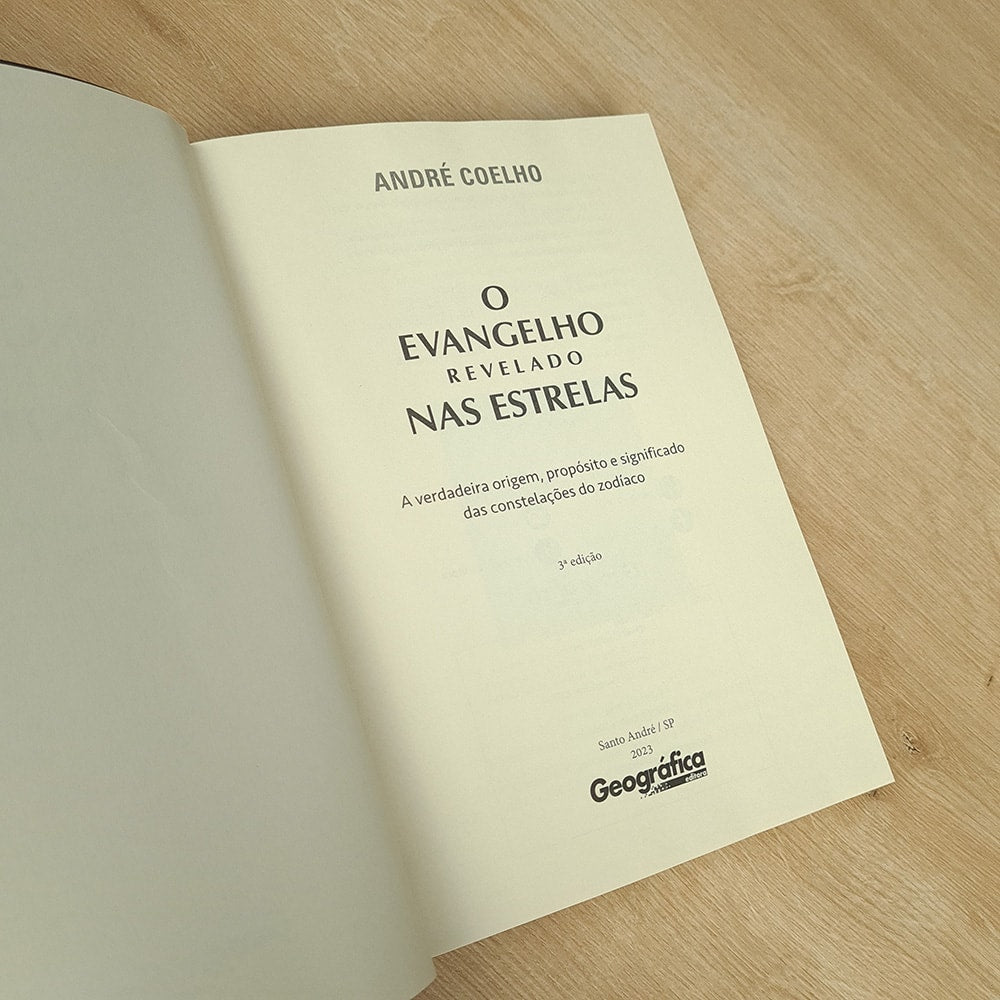 ANDRÉ COELHO
O
EVANGELHO
REVELADO
NAS ESTRELAS
A verdadeira origem, propósito e significado
das constelações do zodíaco
3ª edição
Santo André / SP
2023
Geográfica
editora